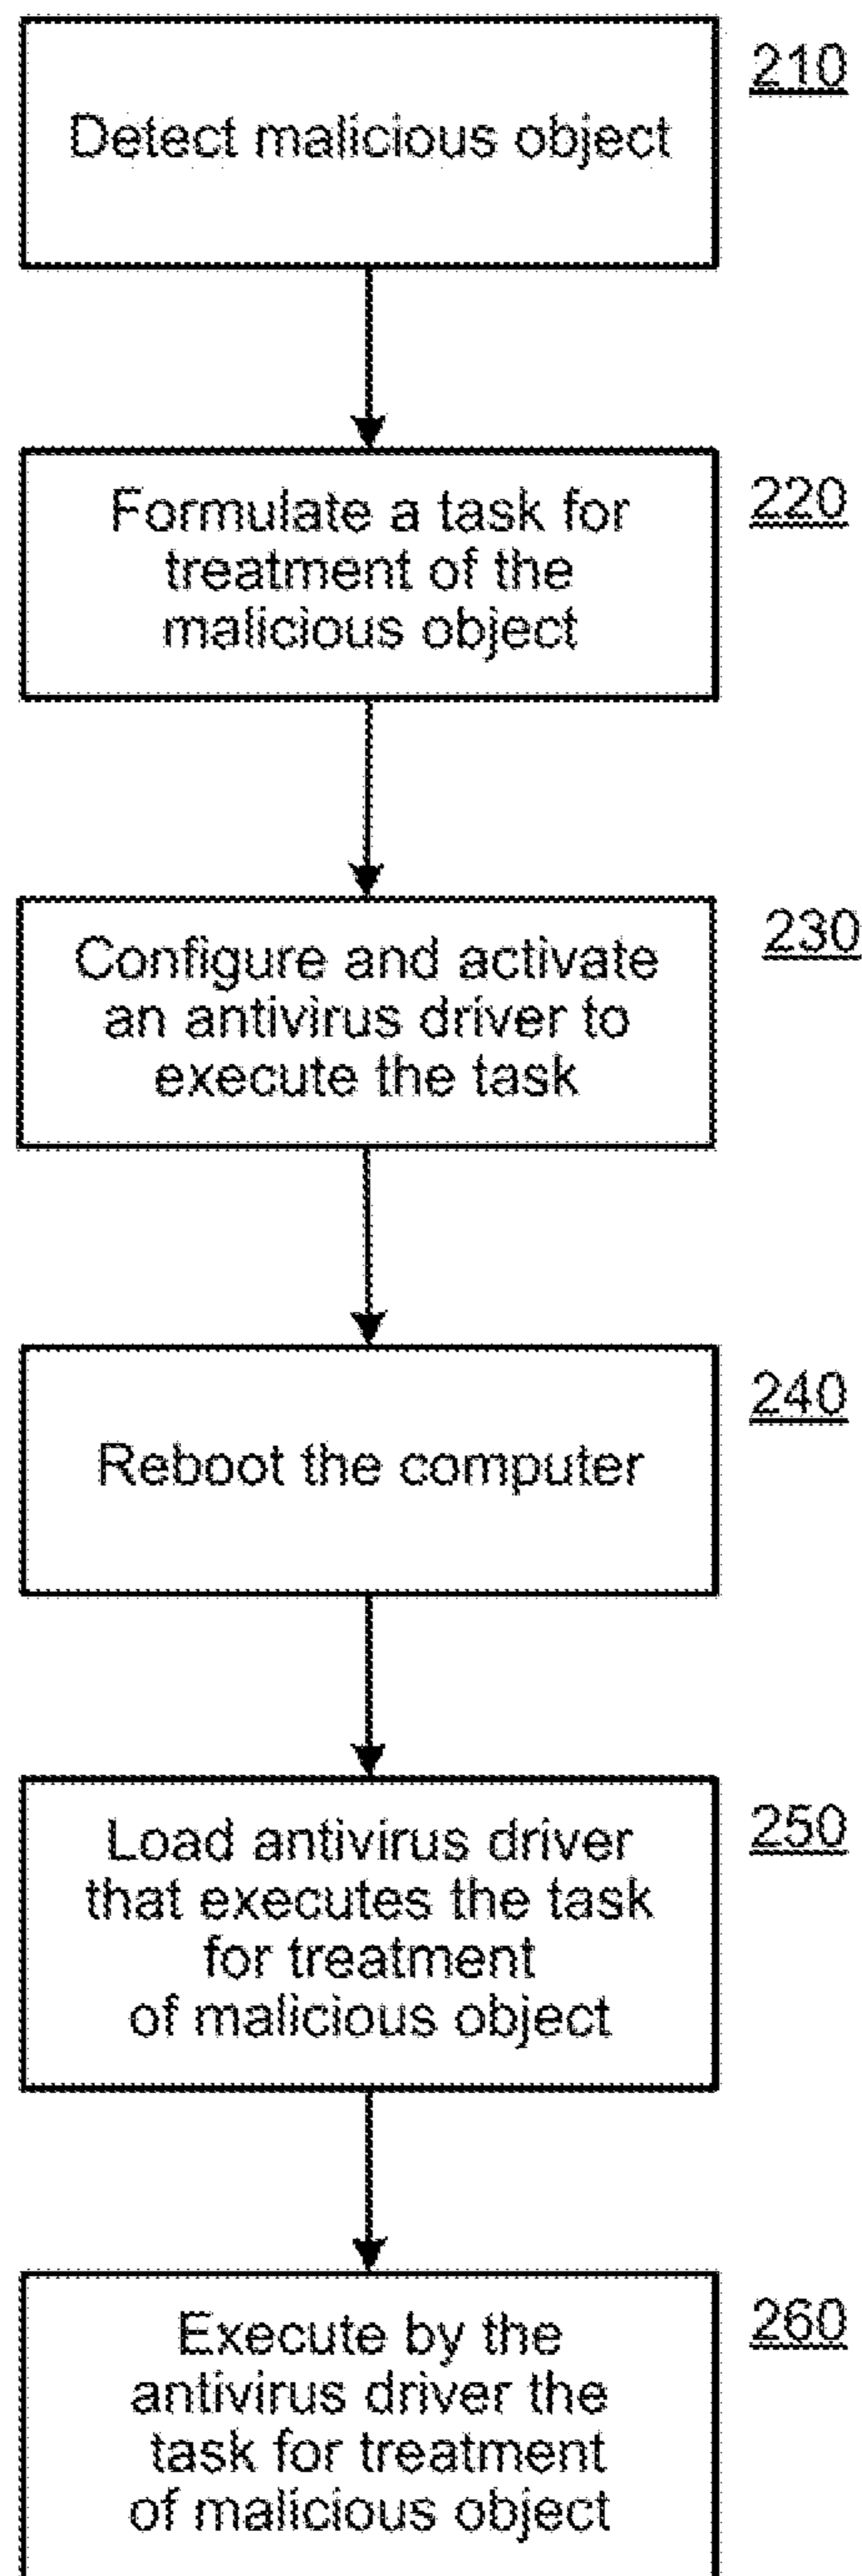 210
Detect malicious object
220
Formulate a task for
treatment of the
malicious object
230
Configure and activate
an antivirus driver to
execute the task
240
Reboot the computer
250
Load antivirus driver
that executes the task
for treatment
of malicious object
260
Execute by the
antivirus driver the
task for treatment
of malicious object